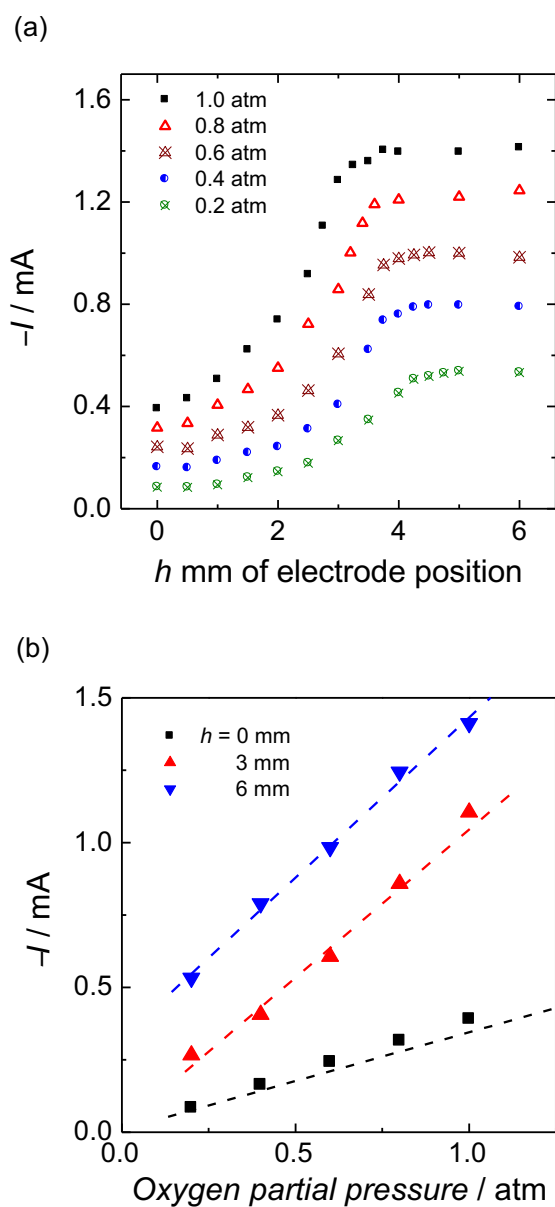 (a)
1.6
1.2
0.8
0.4
0.0
–I / mA
1.0 atm
0.8 atm
0.6 atm
0.4 atm
0.2 atm
0 2 4 6
h mm of electrode position
(b)
1.5
1.0
0.5
0.0
–I / mA
h = 0 mm
3 mm
6 mm
0.0 0.5 1.0
Oxygen partial pressure / atm